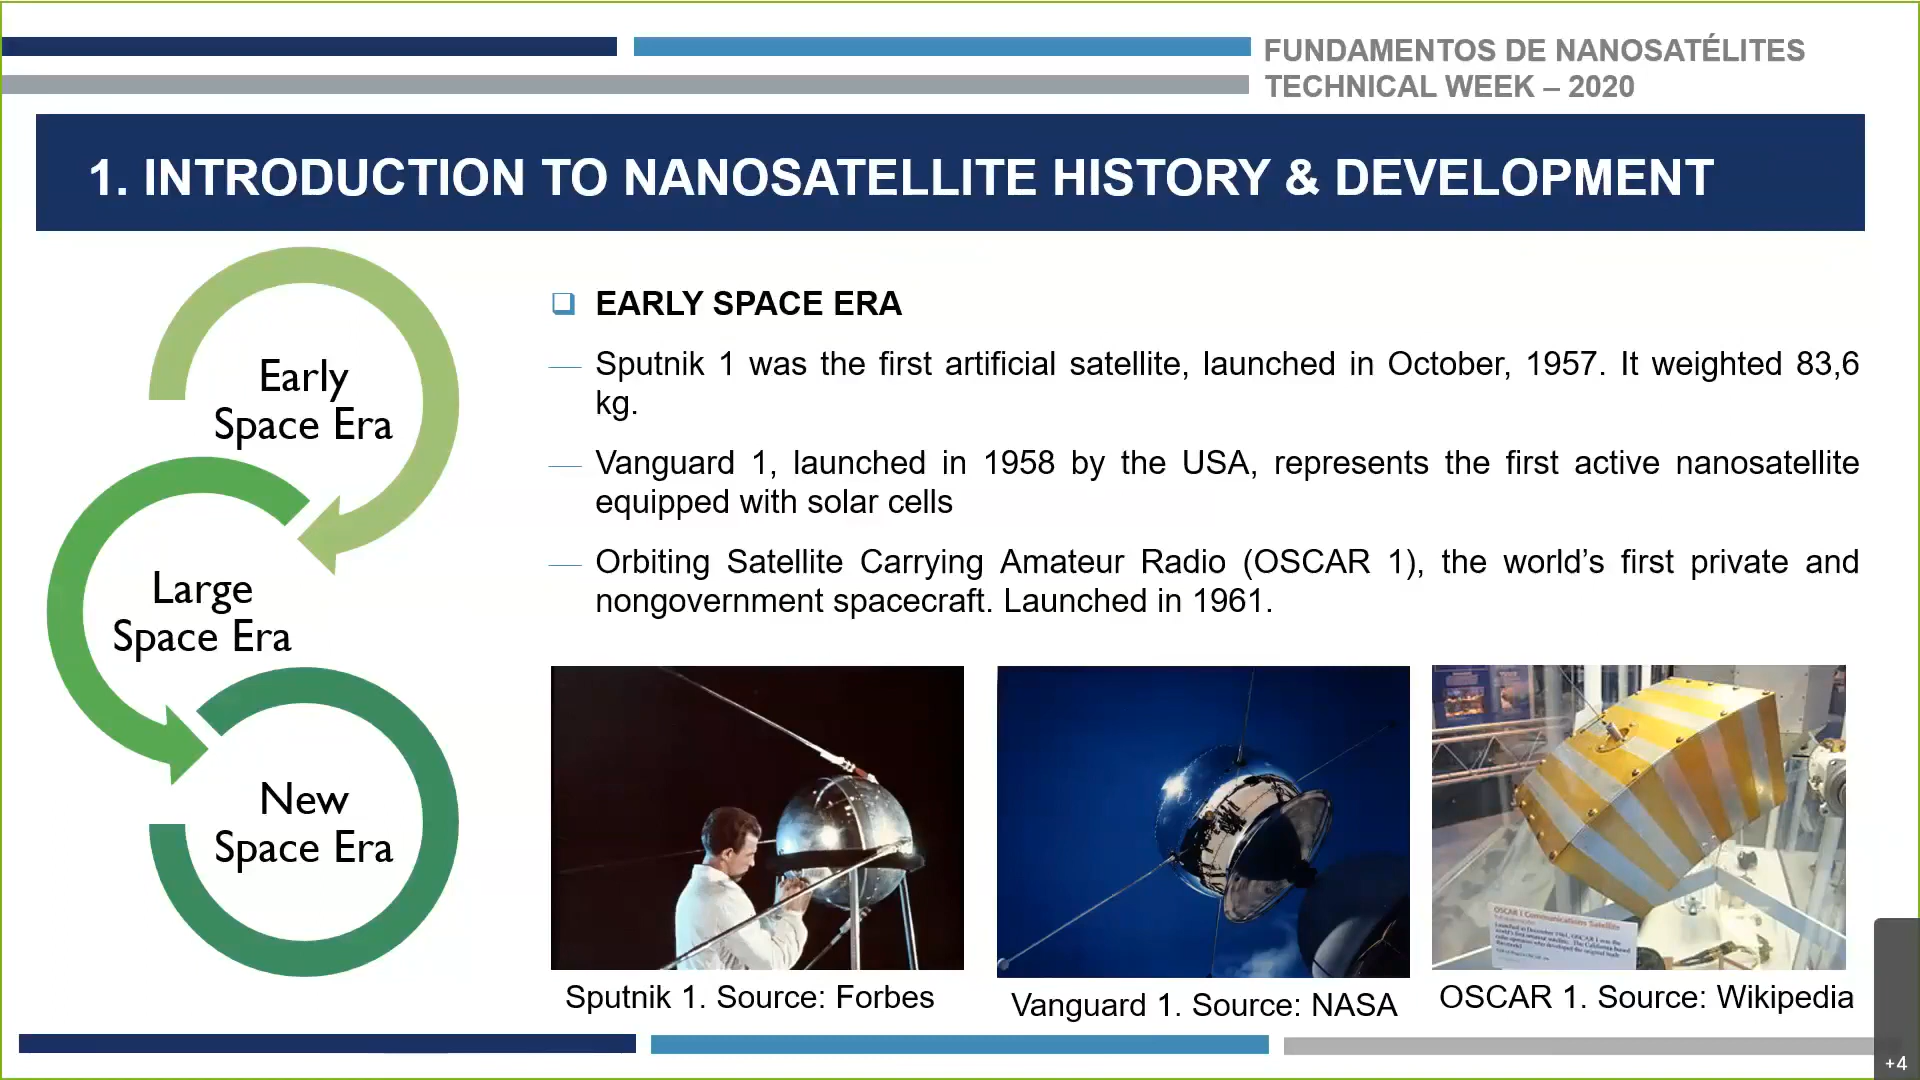 FUNDAMENTOS DE NANOSATÉLITES
TECHNICAL WEEK – 2020
1. INTRODUCTION TO NANOSATELLITE HISTORY & DEVELOPMENT
Early
Space Era
Large
Space Era
New
Space Era
EARLY SPACE ERA
Sputnik 1 was the first artificial satellite, launched in October, 1957. It weighted 83,6
kg.
Vanguard 1, launched in 1958 by the USA, represents the first active nanosatellite
equipped with solar cells
Orbiting Satellite Carrying Amateur Radio (OSCAR 1), the world’s first private and
nongovernment spacecraft. Launched in 1961.
OSCAR I Communications Satellite
Sputnik 1. Source: Forbes
Vanguard 1. Source: NASA
OSCAR 1. Source: Wikipedia
+4